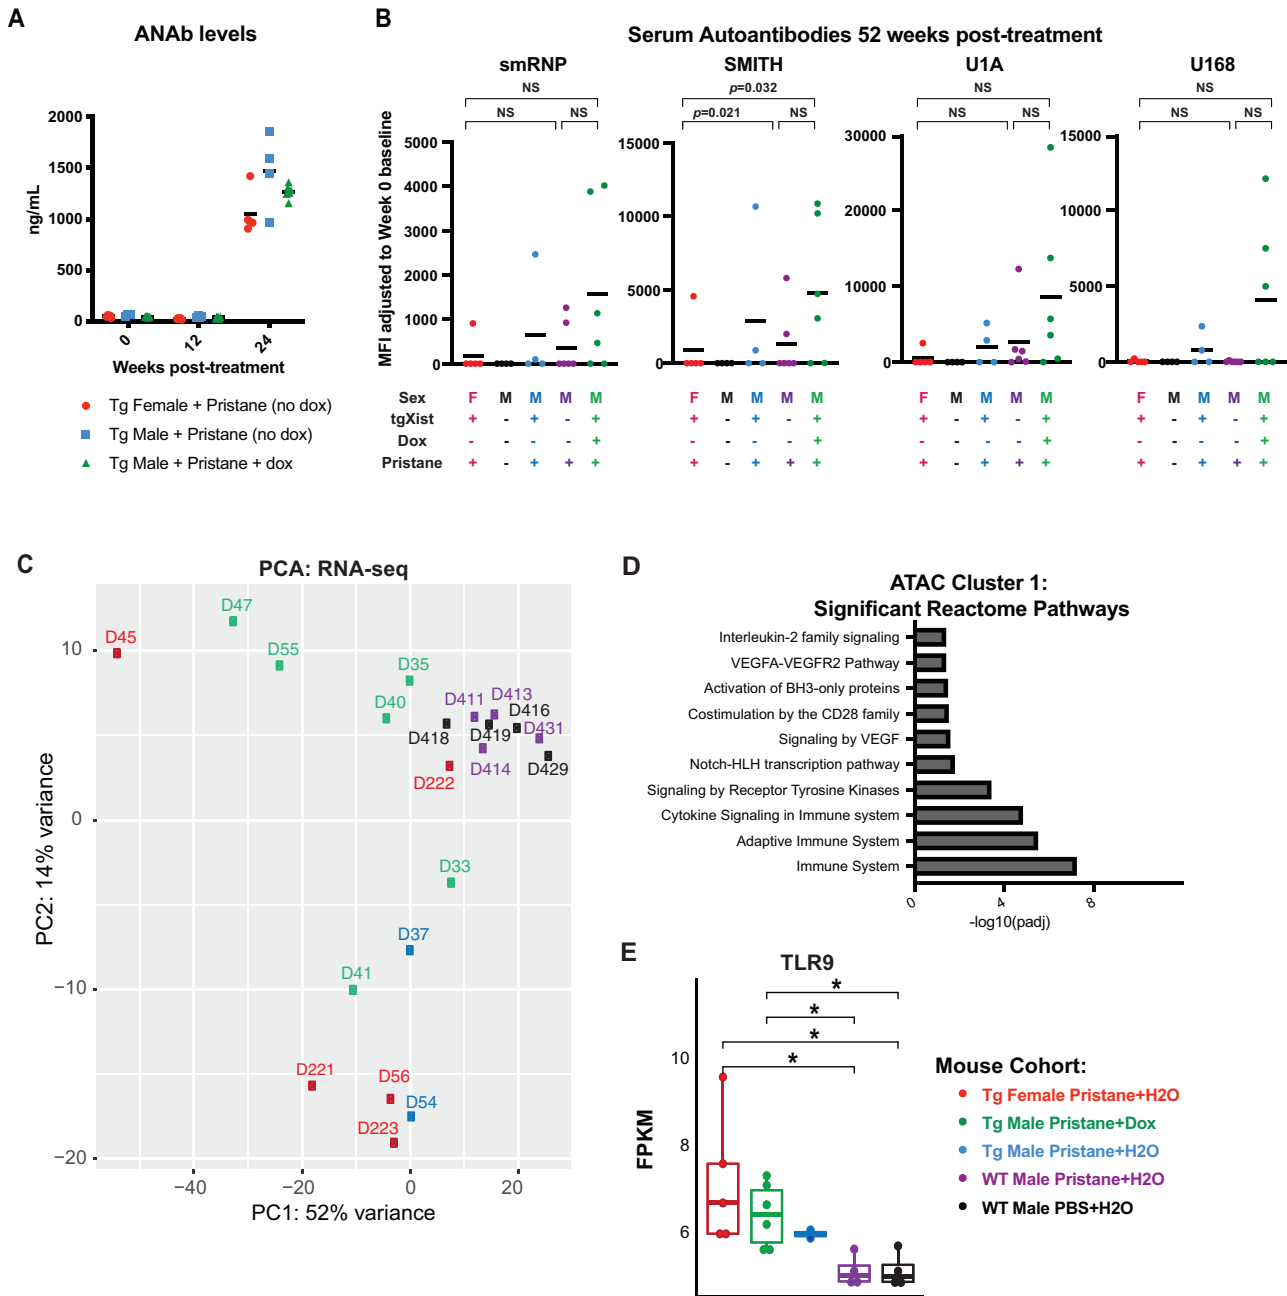 A
ANAb levels
2000
1500
1000
500
0
ng/mL
0 12 24
Weeks post-treatment
Tg Female + Pristane (no dox)
Tg Male + Pristane (no dox)
Tg Male + Pristane + dox
B
Serum Autoantibodies 52 weeks post-treatment
smRNP SMITH U1A U168
NS p=0.032 NS NS
NS NS p=0.021 NS NS NS NS NS
MFI adjusted to Week 0 baseline
5000
4000
3000
2000
1000
0
15000
10000
5000
0
30000
20000
10000
0
15000
10000
5000
0
Sex F M M M M F M M M M F M M M M F M M M M
tgXist + - + - + + - + - + + - + - + + - + - +
Dox - - - - + - - - - + - - - - + - - - - +
Pristane + - + + + + - + + + + - + + + + - + + +
C
PCA: RNA-seq
D47
D45
D55
D35
D40
D411
D413
D416
D418
D419
D431
D414
D429
D222
D33
D37
D41
D221
D56
D54
D223
10
0
−10
−20
PC2: 14% variance
−40 −20 0 20
PC1: 52% variance
D
ATAC Cluster 1:
Significant Reactome Pathways
Interleukin-2 family signaling
VEGFA-VEGFR2 Pathway
Activation of BH3-only proteins
Costimulation by the CD28 family
Signaling by VEGF
Notch-HLH transcription pathway
Signaling by Receptor Tyrosine Kinases
Cytokine Signaling in Immune system
Adaptive Immune System
Immune System
0 4 8
-log10(padj)
E
TLR9
*
*
*
*
10
8
6
FPKM
Mouse Cohort:
Tg Female Pristane+H2O
Tg Male Pristane+Dox
Tg Male Pristane+H2O
WT Male Pristane+H2O
WT Male PBS+H2O